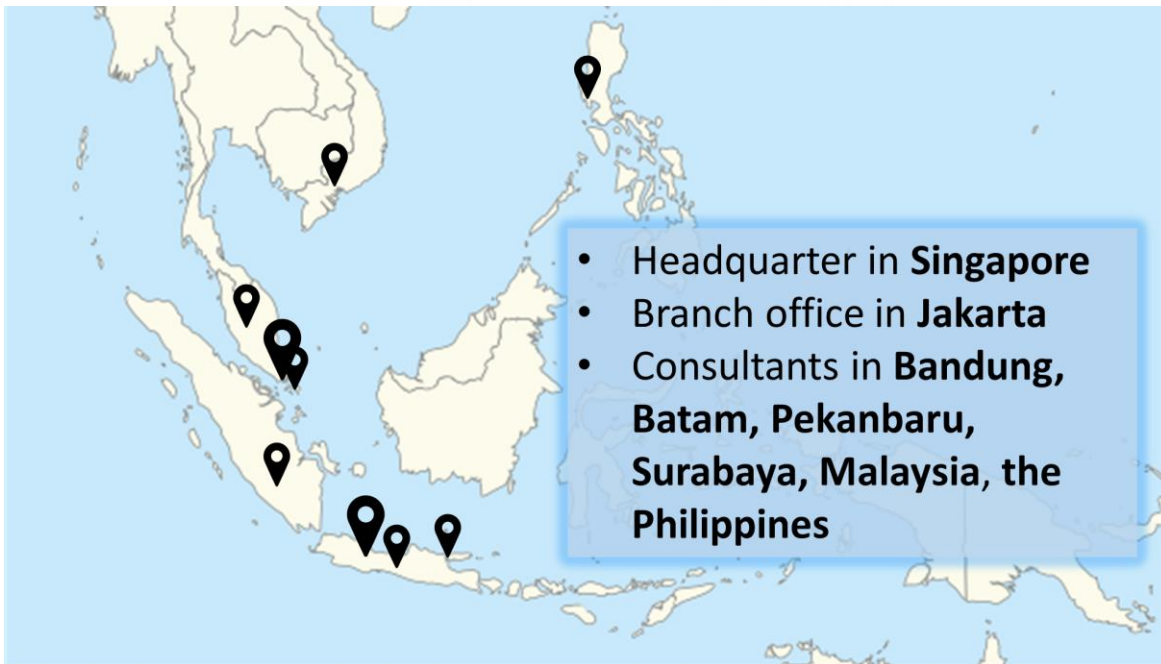 • Headquarter in Singapore
• Branch office in Jakarta
• Consultants in Bandung,
Batam, Pekanbaru,
Surabaya, Malaysia, the
Philippines